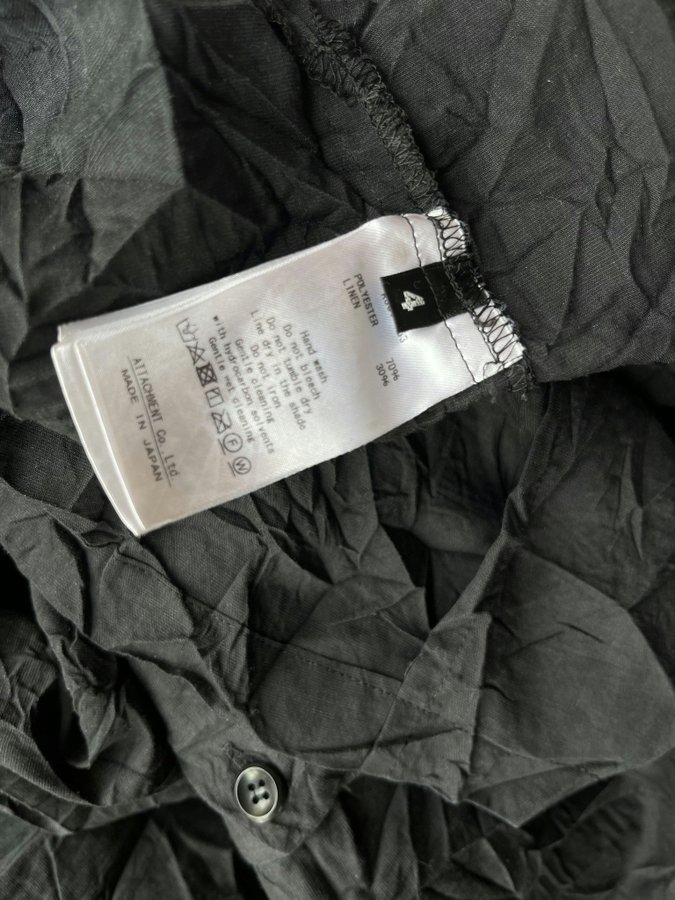 4
POLYESTER 70%
LINEN 30%
Hand wash
Do not bleach
Do not tumble dry
Line dry in the shade
Do not iron
Gentle cleaning
with hydrocarbon solvents
Gentle wet cleaning
F W
ATTACHMENT Co., Ltd.
MADE IN JAPAN